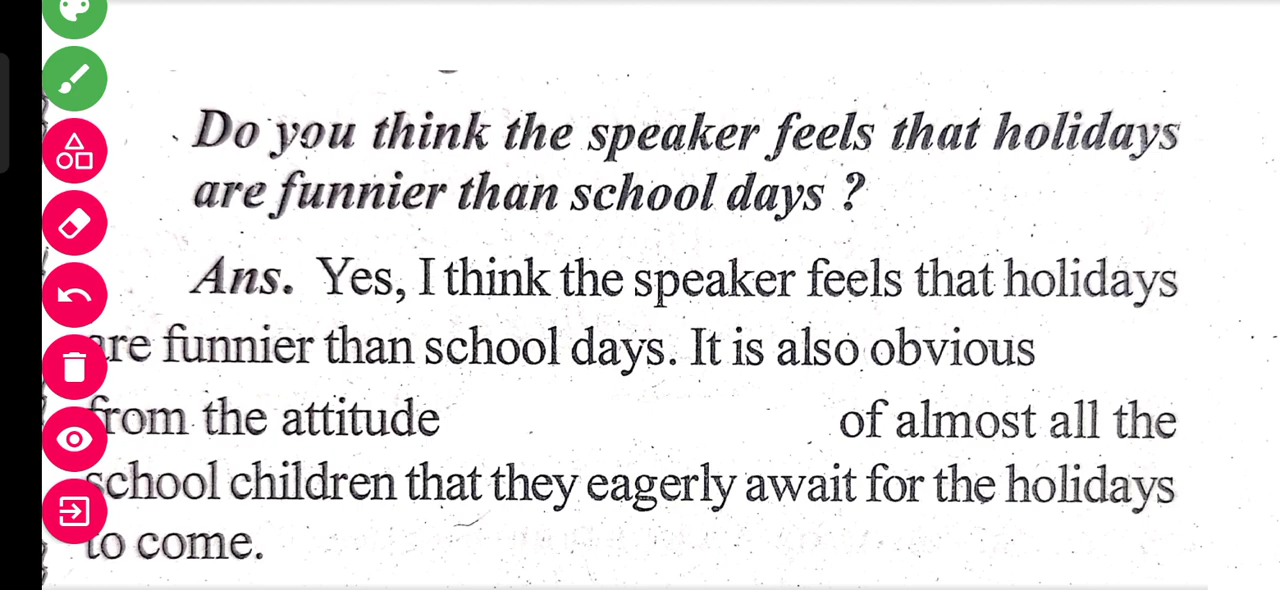 Do you think the speaker feels that holidays
are funnier than school days ?
Ans. Yes, I think the speaker feels that holidays
are funnier than school days. It is also obvious
from the attitude of almost all the
school children that they eagerly await for the holidays
to come.